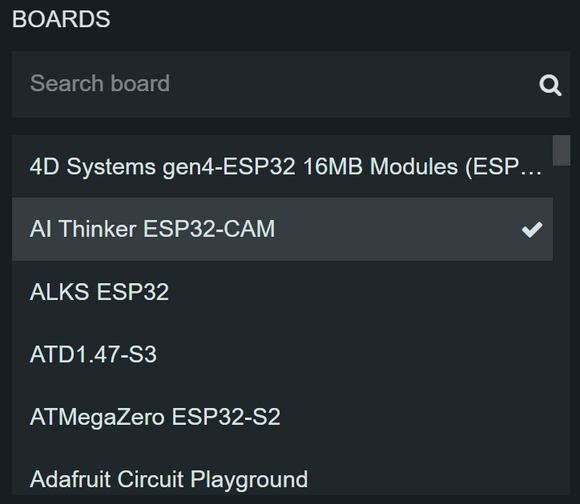 BOARDS
Search board
4D Systems gen4-ESP32 16MB Modules (ESP...
AI Thinker ESP32-CAM
ALKS ESP32
ATD1.47-S3
ATMegaZero ESP32-S2
Adafruit Circuit Playground